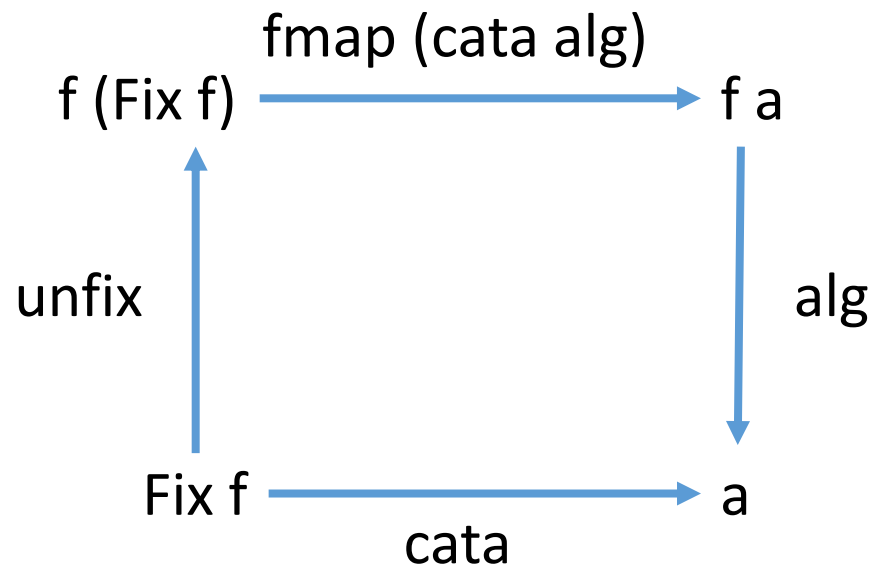 fmap (cata alg)
f (Fix f)
f a
unfix
alg
Fix f
a
cata